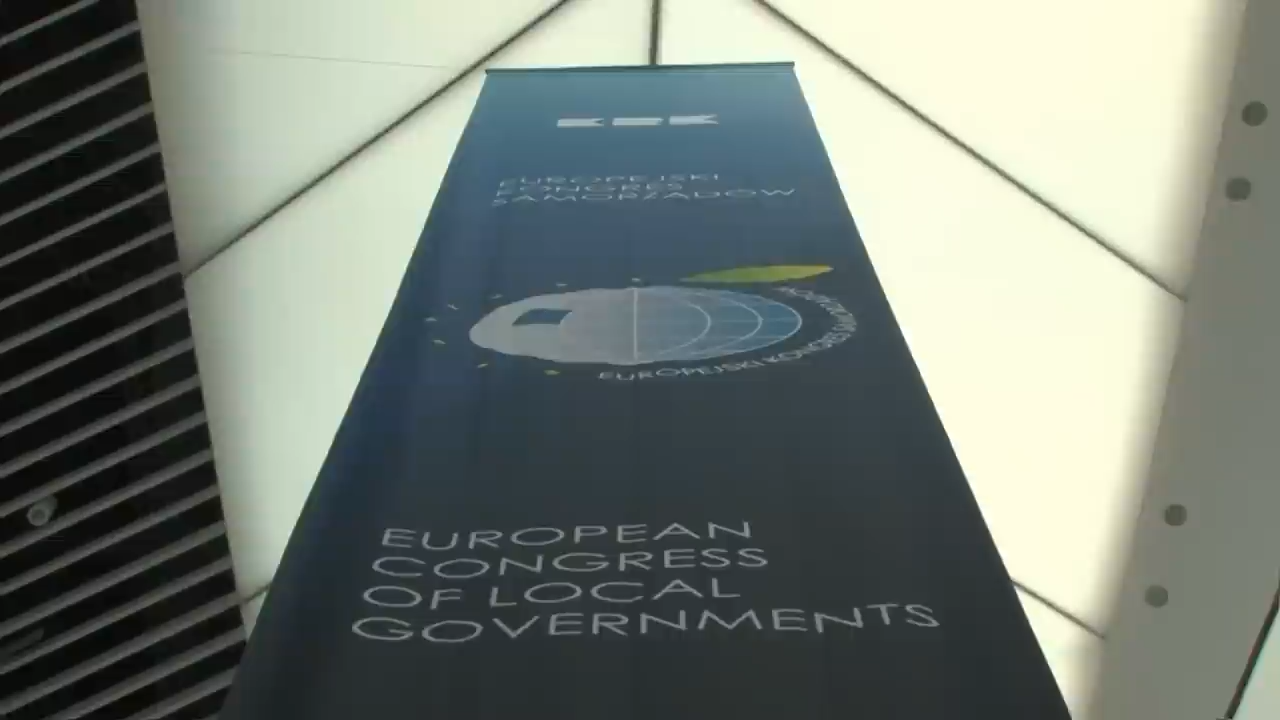 EUROPEJSKI
KONGRES
SAMORZĄDÓW
EUROPEJSKI KONGRES SAMORZĄDÓW
EUROPEAN
CONGRESS
OF LOCAL
GOVERNMENTS